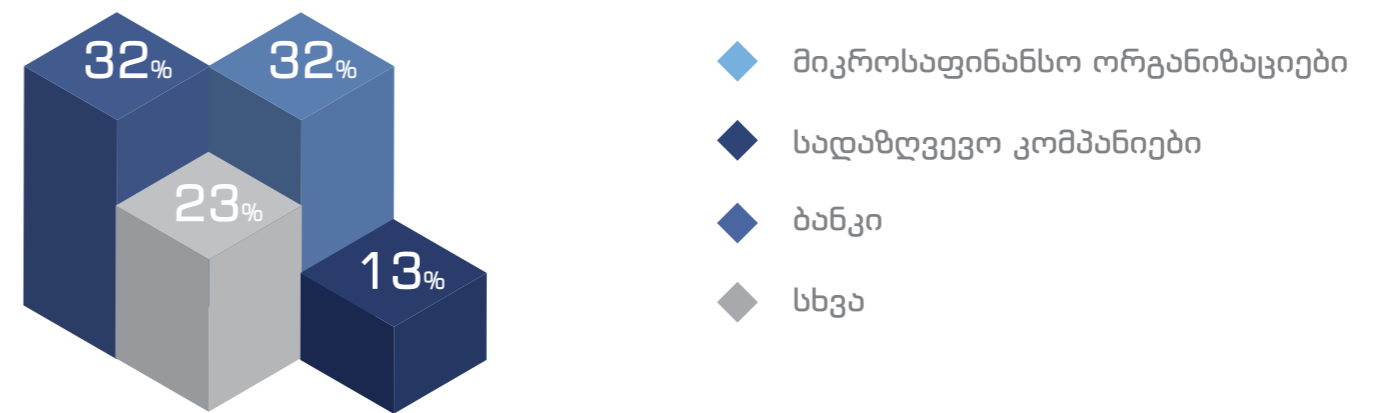 32% 32%
23%
13%
მიკროსაფინანსო ორგანიზაციები
სადაზღვევო კომპანიები
ბანკი
სხვა